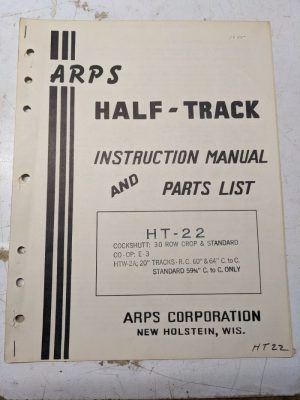 ARPS
HALF-TRACK
INSTRUCTION MANUAL
AND PARTS LIST
HT-22
COCKSHUTT: 30 ROW CROP & STANDARD
CO-OP: E-3
HTW-2A; 20" TRACKS-R.C. 60" & 64" C. to C.
STANDARD 59¾" C. to C. ONLY
ARPS CORPORATION
NEW HOLSTEIN, WIS.
HT22